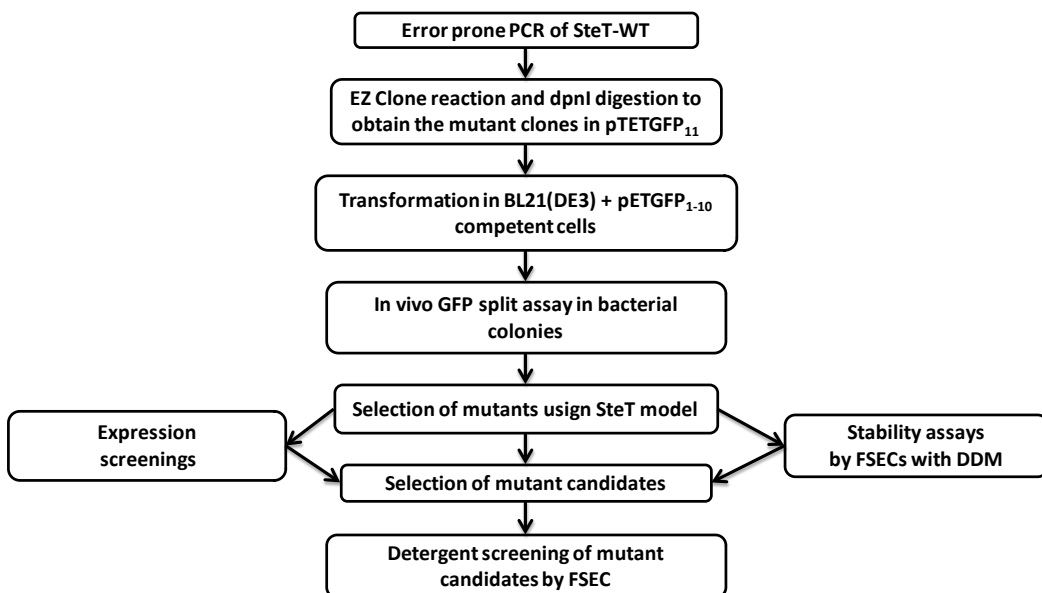 Error prone PCR of SteT-WT
EZ Clone reaction and dpnI digestion to
obtain the mutant clones in pTETGFP11
Transformation in BL21(DE3) + pETGFP1-10
competent cells
In vivo GFP split assay in bacterial
colonies
Selection of mutants usign SteT model
Expression
screenings
Stability assays
by FSECs with DDM
Selection of mutant candidates
Detergent screening of mutant
candidates by FSEC